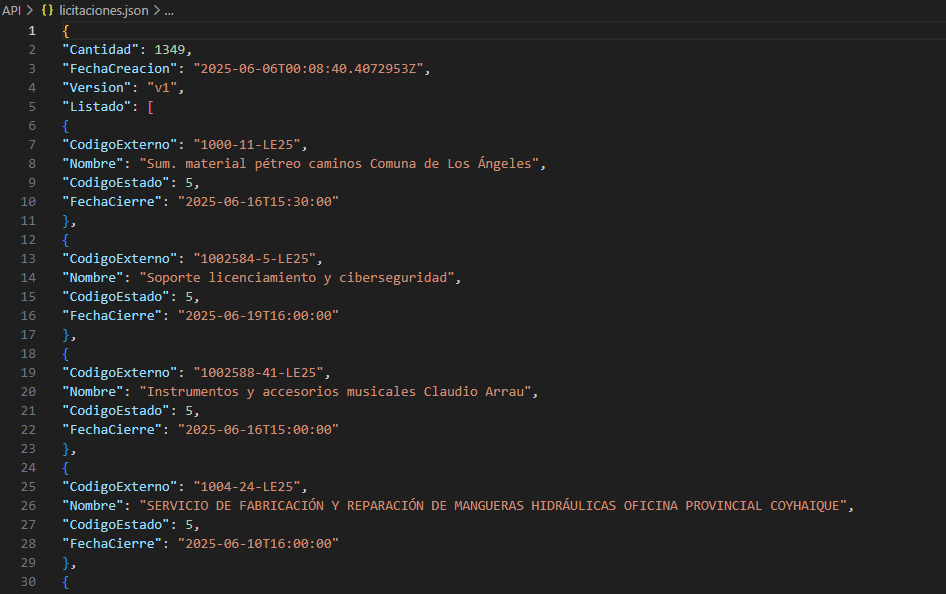 API > {} licitaciones.json > ...
1 {
2 "Cantidad": 1349,
3 "FechaCreacion": "2025-06-06T00:08:40.4072953Z",
4 "Version": "v1",
5 "Listado": [
6 {
7 "CodigoExterno": "1000-11-LE25",
8 "Nombre": "Sum. material pétreo caminos Comuna de Los Ángeles",
9 "CodigoEstado": 5,
10 "FechaCierre": "2025-06-16T15:30:00"
11 },
12 {
13 "CodigoExterno": "1002584-5-LE25",
14 "Nombre": "Soporte licenciamiento y ciberseguridad",
15 "CodigoEstado": 5,
16 "FechaCierre": "2025-06-19T16:00:00"
17 },
18 {
19 "CodigoExterno": "1002588-41-LE25",
20 "Nombre": "Instrumentos y accesorios musicales Claudio Arrau",
21 "CodigoEstado": 5,
22 "FechaCierre": "2025-06-16T15:00:00"
23 },
24 {
25 "CodigoExterno": "1004-24-LE25",
26 "Nombre": "SERVICIO DE FABRICACIÓN Y REPARACIÓN DE MANGUERAS HIDRÁULICAS OFICINA PROVINCIAL COYHAIQUE",
27 "CodigoEstado": 5,
28 "FechaCierre": "2025-06-10T16:00:00"
29 },
30 {